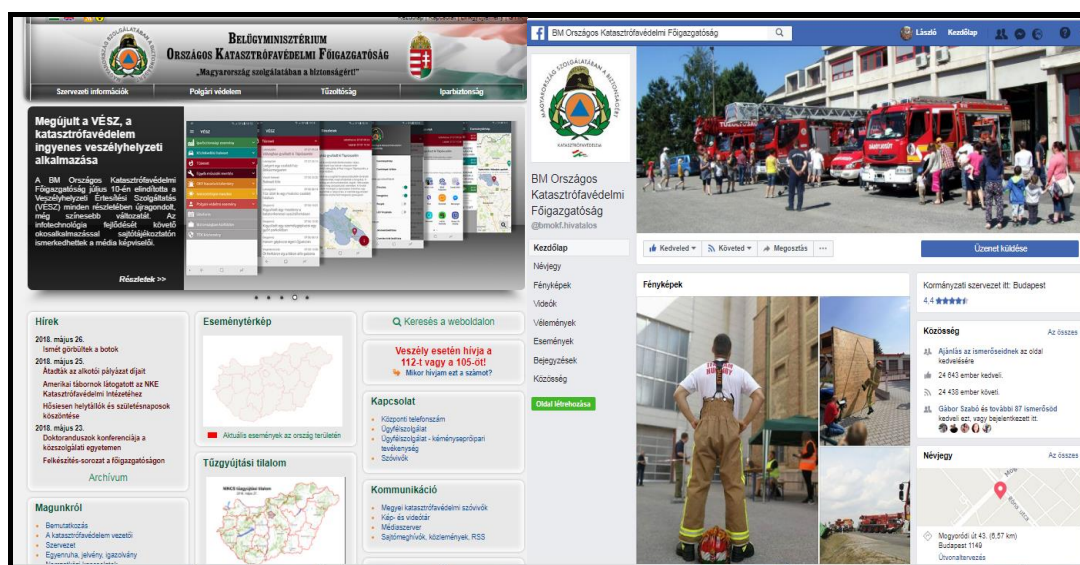 BELÜGYMINISZTÉRIUM
ORSZÁGOS KATASZTRÓFAVÉDELMI FŐIGAZGATÓSÁG
„Magyarország szolgálatában a biztonságért!"
Szervezeti információk
Polgári védelem
Tűzoltóság
Iparbiztonság
Megújult a VÉSZ, a
katasztrófavédelem
ingyenes veszélyhelyzeti
alkalmazása
A BM Országos Katasztrófavédelmi
Főigazgatóság július 10-én elindította a
Veszélyhelyzeti Értesítési Szolgáltatás
(VÉSZ) minden részletében újragondolt,
még színesebb változatát. Az
infotechnológia fejlődését követő
okosalkalmazással sajtótájékoztatón
ismerkedhettek a média képviselői.
Részletek >>
Hírek
2018. május 26.
Ismét görbültek a botok
2018. május 25.
Átadták az alkotói pályázat díjait
Amerikai tábornok látogatott az NKE
Katasztrófavédelmi Intézetéhez
Hősiesen helytállók és születésnaposok
köszöntése
2018. május 23.
Doktoranduszok konferenciája a
közszolgálati egyetemen
Felkészítés-sorozat a főigazgatóságon
Archívum
Magunkról
Bemutatkozás
A katasztrófavédelem vezetői
Szervezet
Egyenruha, jelvény, igazolvány
Eseménytérkép
Aktuális események az ország területén
Tűzgyújtási tilalom
Keresés a weboldalon
Veszély esetén hívja a
112-t vagy a 105-öt!
Mikor hívjam ezt a számot?
Kapcsolat
Központi telefonszám
Ügyfélszolgálat
Ügyfélszolgálat - kéményseprőipari
tevékenység
Szóvivők
Kommunikáció
Megyei katasztrófavédelmi szóvivők
Kép- és videótár
Médiaszerver
Sajtómeghívók, közlemények, RSS
BM Országos Katasztrófavédelmi Főigazgatóság
László
Kezdőlap
BM Országos
Katasztrófavédelmi
Főigazgatóság
@bmokf.hivatalos
Kezdőlap
Névjegy
Fényképek
Videók
Vélemények
Események
Bejegyzések
Közösség
Oldal létrehozása
Kedveled
Követed
Megosztás
Üzenet küldése
Fényképek
HUNGARY
Kormányzati szervezet itt: Budapest
4,4
Közösség
Az összes
Ajánlás az ismerőseidnek az oldal
kedvelésére
24 643 ember kedveli.
24 438 ember követi.
Gábor Szabó és további 87 ismerősöd
kedveli ezt, vagy bejelentkezett itt.
Névjegy
Az összes
Mogyoródi út 43. (6,57 km)
Budapest 1149
Útvonaltervezés